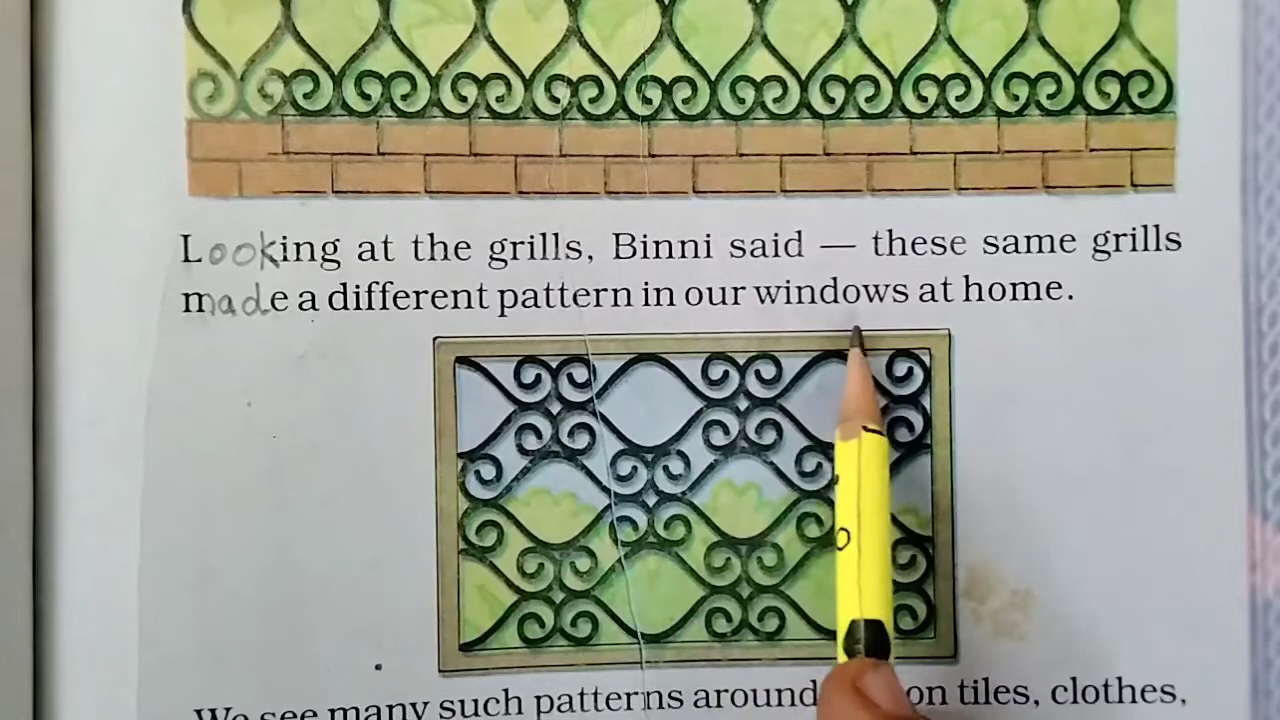 Looking at the grills, Binni said — these same grills
made a different pattern in our windows at home.
We see many such patterns around on tiles, clothes,